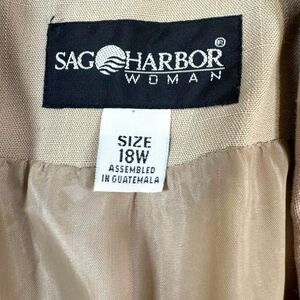 SAG HARBOR®
WOMAN
SIZE
18W
ASSEMBLED
IN GUATEMALA